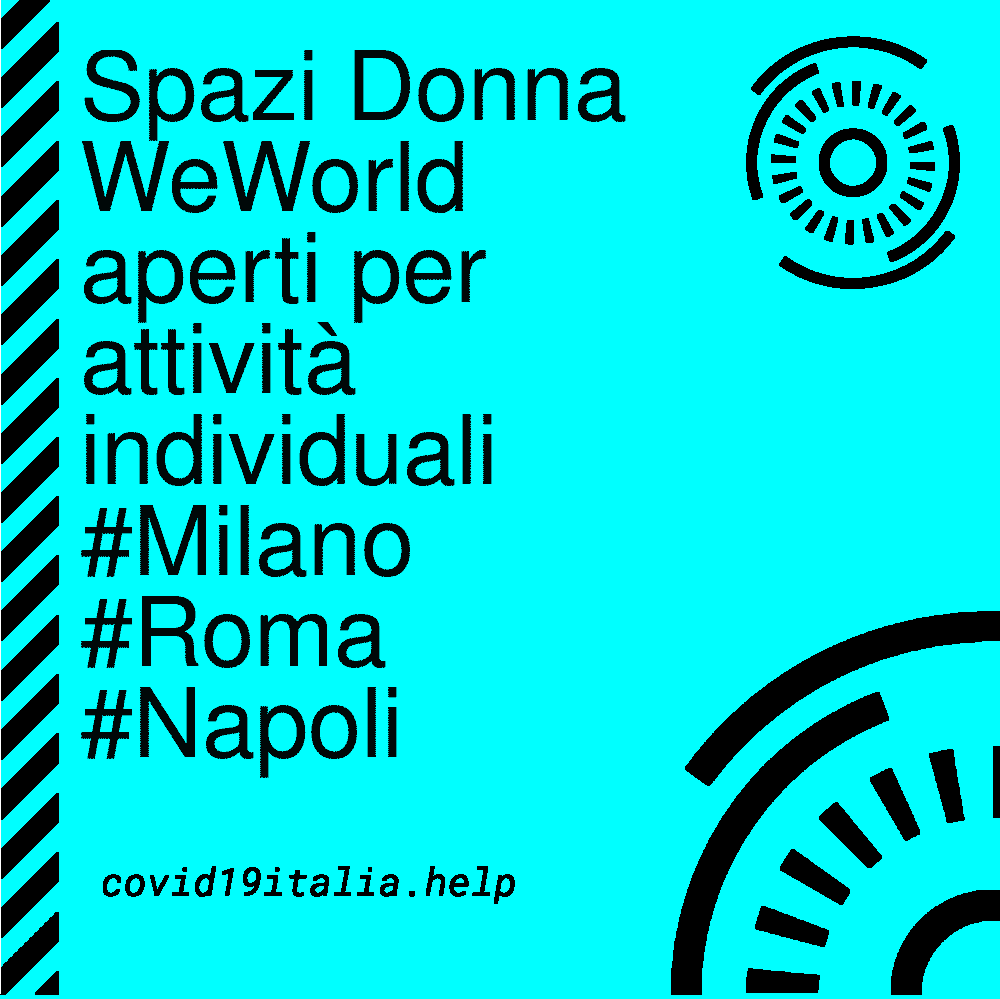 Spazi Donna
WeWorld
aperti per
attività
individuali
#Milano
#Roma
#Napoli
covid19italia.help